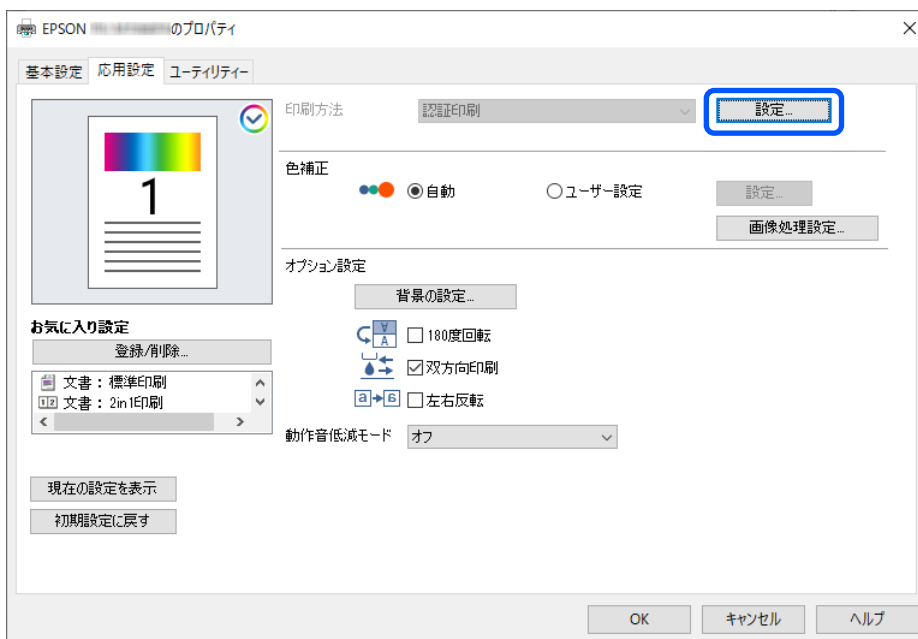 EPSON のプロパティ
基本設定 応用設定 ユーティリティー
印刷方法 認証印刷 設定...
色補正
自動 ユーザー設定 設定...
画像処理設定...
1
オプション設定
背景の設定...
A A 180度回転
双方向印刷
a a 左右反転
動作音低減モード オフ
お気に入り設定
登録/削除...
文書：標準印刷
1 2 文書：2in1印刷
現在の設定を表示
初期設定に戻す
OK キャンセル ヘルプ